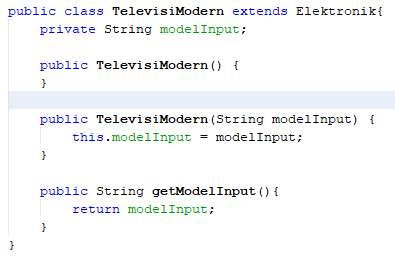 public class TelevisiModern extends Elektronik{
private String modelInput;
public TelevisiModern() {
}
public TelevisiModern(String modelInput) {
this.modelInput = modelInput;
}
public String getModelInput(){
return modelInput;
}
}